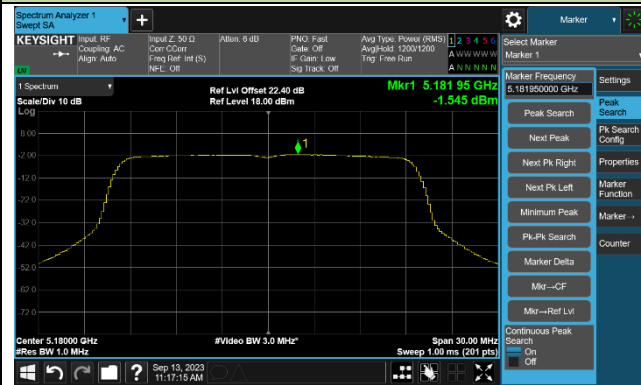 Spectrum Analyzer 1
Swept SA
Marker
KEYSIGHT
Input: RF
Coupling: AC
Align: Auto
Input Z: 50 Ω
Corr CCorr
Freq Ref: Int (S)
NFE: Off
Atten: 6 dB
PNO: Fast
Gate: Off
IF Gain: Low
Sig Track: Off
Avg Type: Power (RMS)
Avg|Hold: 1200/1200
Trig: Free Run
1 2 3 4 5 6
A W W W W W
A N N N N N
Select Marker
Marker 1
1 Spectrum
Scale/Div 10 dB
Log
Ref Lvl Offset 22.40 dB
Ref Level 18.00 dBm
Mkr1 5.181 95 GHz
-1.545 dBm
1
8.00
-2.00
-12.0
-22.0
-32.0
-42.0
-52.0
-62.0
-72.0
Center 5.18000 GHz
#Res BW 1.0 MHz
#Video BW 3.0 MHz*
Span 30.00 MHz
Sweep 1.00 ms (201 pts)
Marker Frequency
5.181950000 GHz
Peak Search
Next Peak
Next Pk Right
Next Pk Left
Minimum Peak
Pk-Pk Search
Marker Delta
Mkr→CF
Mkr→Ref Lvl
Continuous Peak
Search
On
Off
Settings
Peak
Search
Pk Search
Config
Properties
Marker
Function
Marker→
Counter
?
Sep 13, 2023
11:17:15 AM